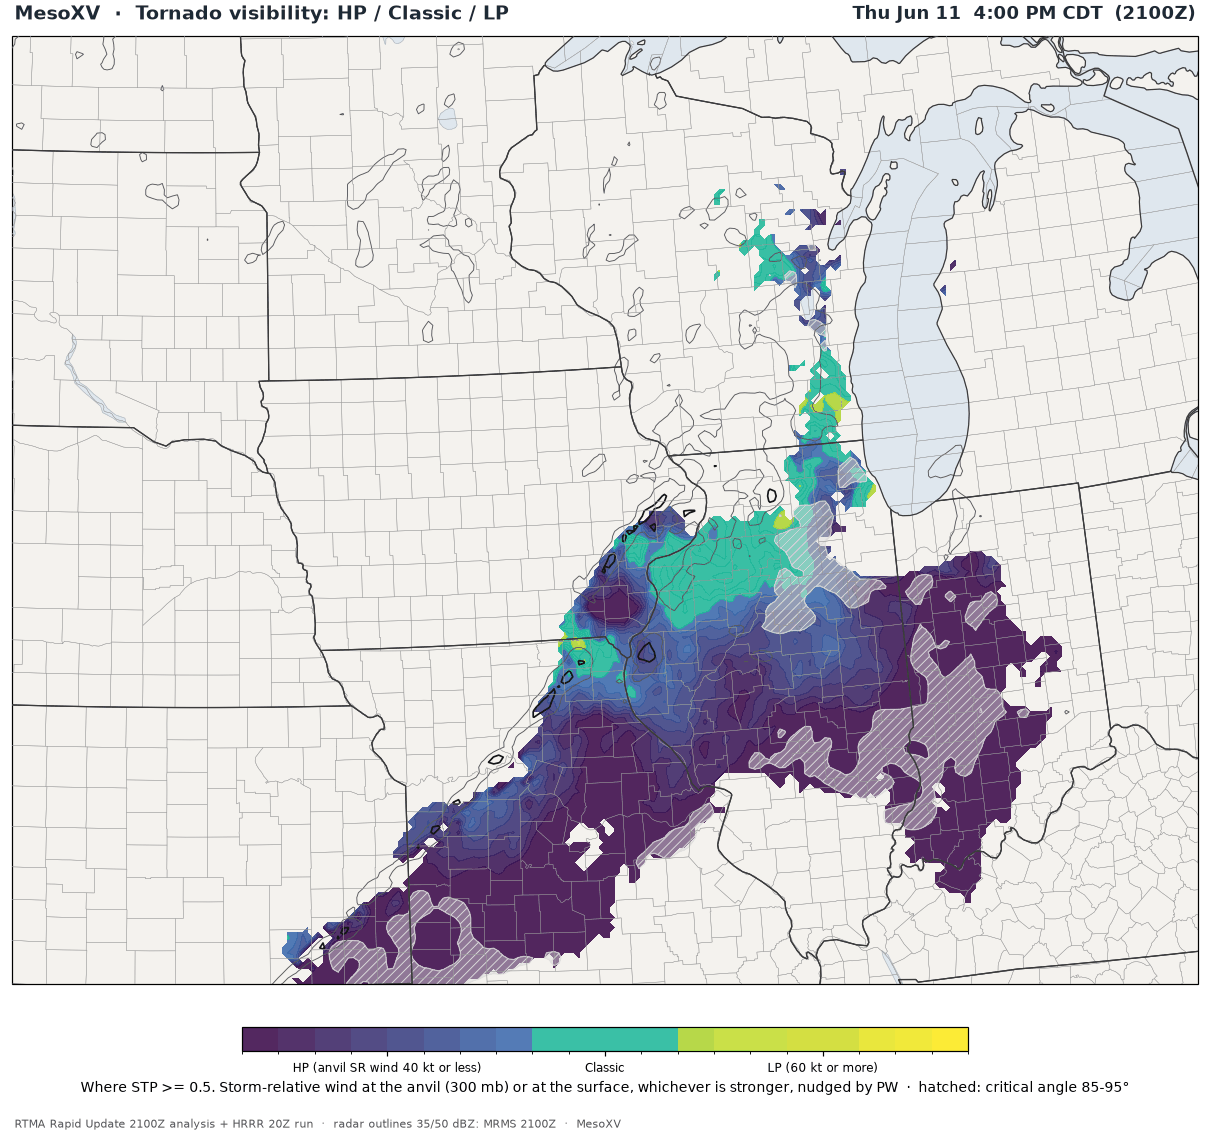 MesoXV · Tornado visibility: HP / Classic / LP
Thu Jun 11 4:00 PM CDT (2100Z)
HP (anvil SR wind 40 kt or less)
Classic
LP (60 kt or more)
Where STP >= 0.5. Storm-relative wind at the anvil (300 mb) or at the surface, whichever is stronger, nudged by PW · hatched: critical angle 85-95°
RTMA Rapid Update 2100Z analysis + HRRR 20Z run · radar outlines 35/50 dBZ: MRMS 2100Z · MesoXV